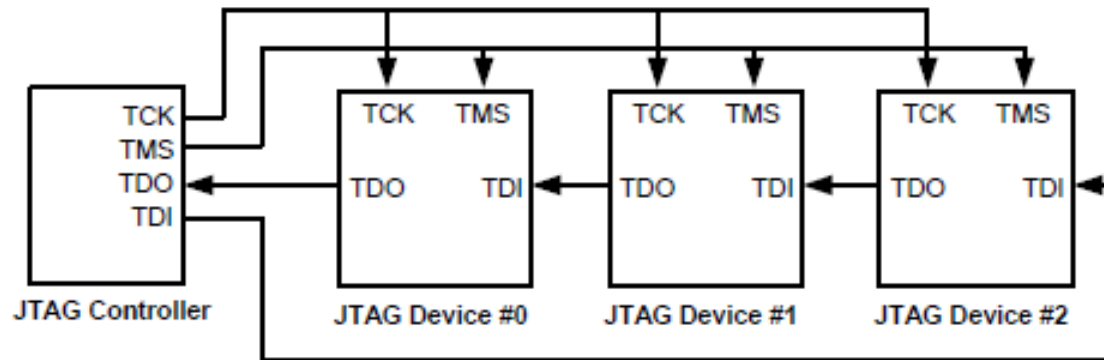 TCK
TMS
TDO
TDI
JTAG Controller
TCK TMS
TDO TDI
JTAG Device #0
TCK TMS
TDO TDI
JTAG Device #1
TCK TMS
TDO TDI
JTAG Device #2